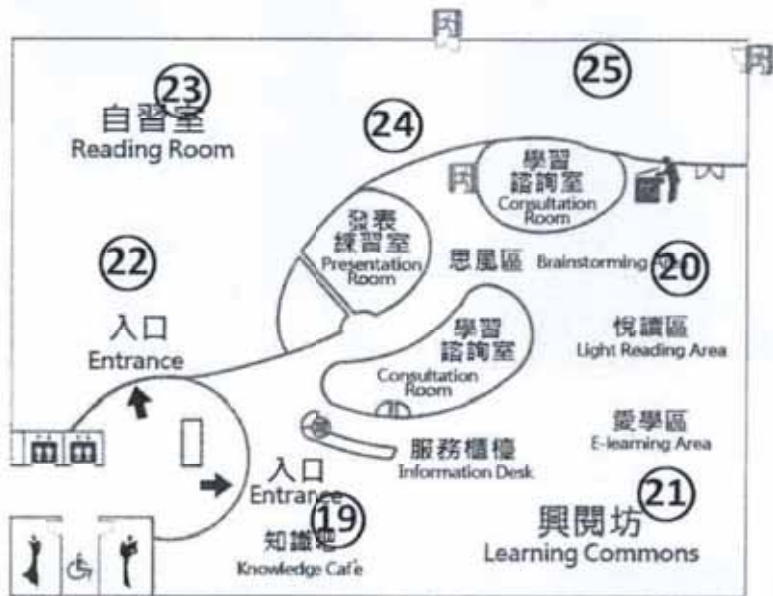 23
自習室
Reading Room
25
24
學習
諮詢室
Consultation
Room
發表
練習室
Presentation
Room
思風區 Brainstorming
20
22
入口
Entrance
悅讀區
Light Reading Area
學習
諮詢室
Consultation
Room
愛學區
E-learning Area
服務櫃檯
Information Desk
入口
Entrance
19
知識吧
Knowledge Cafe
21
興閱坊
Learning Commons